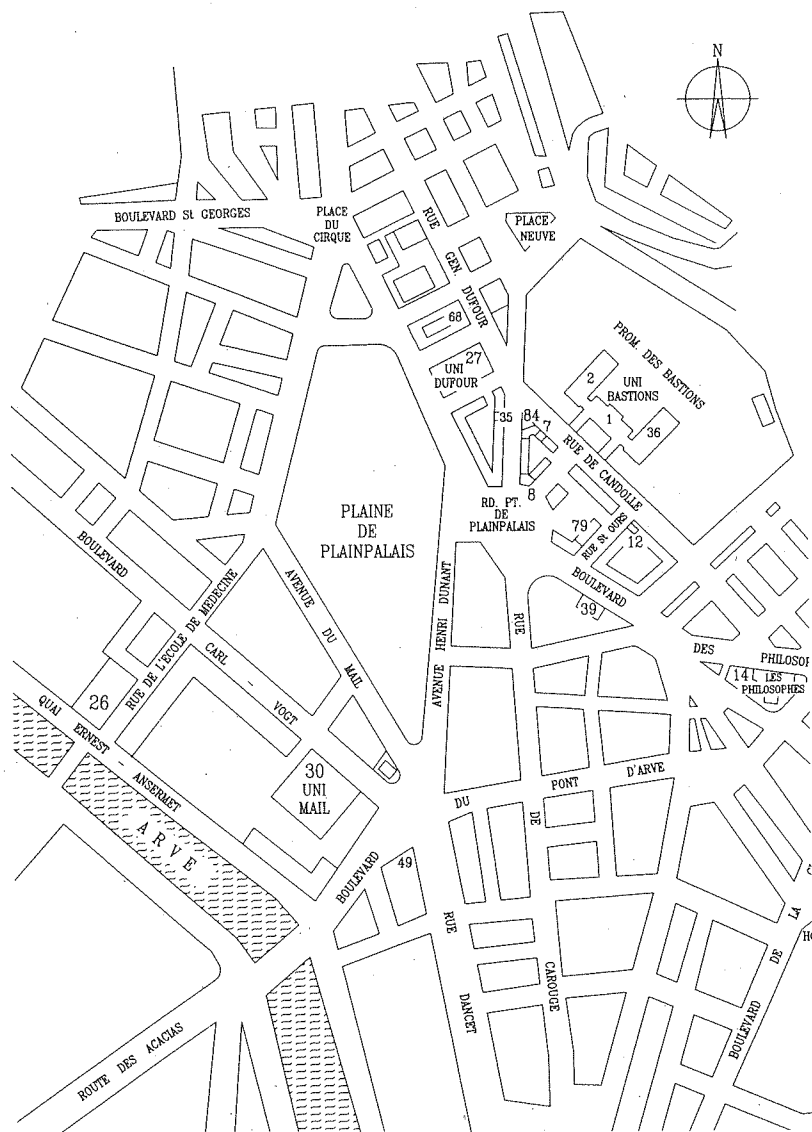 N
BOULEVARD St GEORGES
PLACE
DU
CIRQUE
RUE
GEN.
DUFOUR
PLACE
NEUVE
68
27
UNI
DUFOUR
PROM. DES BASTIONS
2
UNI
BASTIONS
1
36
35
84
7
8
RUE DE CANDOLLE
RD. PT.
DE
PLAINPALAIS
PLAINE
DE
PLAINPALAIS
79
RUE St OURS
12
39
BOULEVARD
DES
PHILOSOP
14
LES
PHILOSOPHES
BOULEVARD
CARL
-
VOGT
RUE DE L'ECOLE DE MEDECINE
AVENUE
DU
MAIL
AVENUE HENRI DUNANT
26
QUAI
ERNEST
-
ANSERMET
30
UNI
MAIL
ARVE
BOULEVARD
DU
PONT
D'ARVE
RUE
DE
CAROUGE
49
RUE
DANCET
BOULEVARD
DE
LA
ROUTE DES ACACIAS